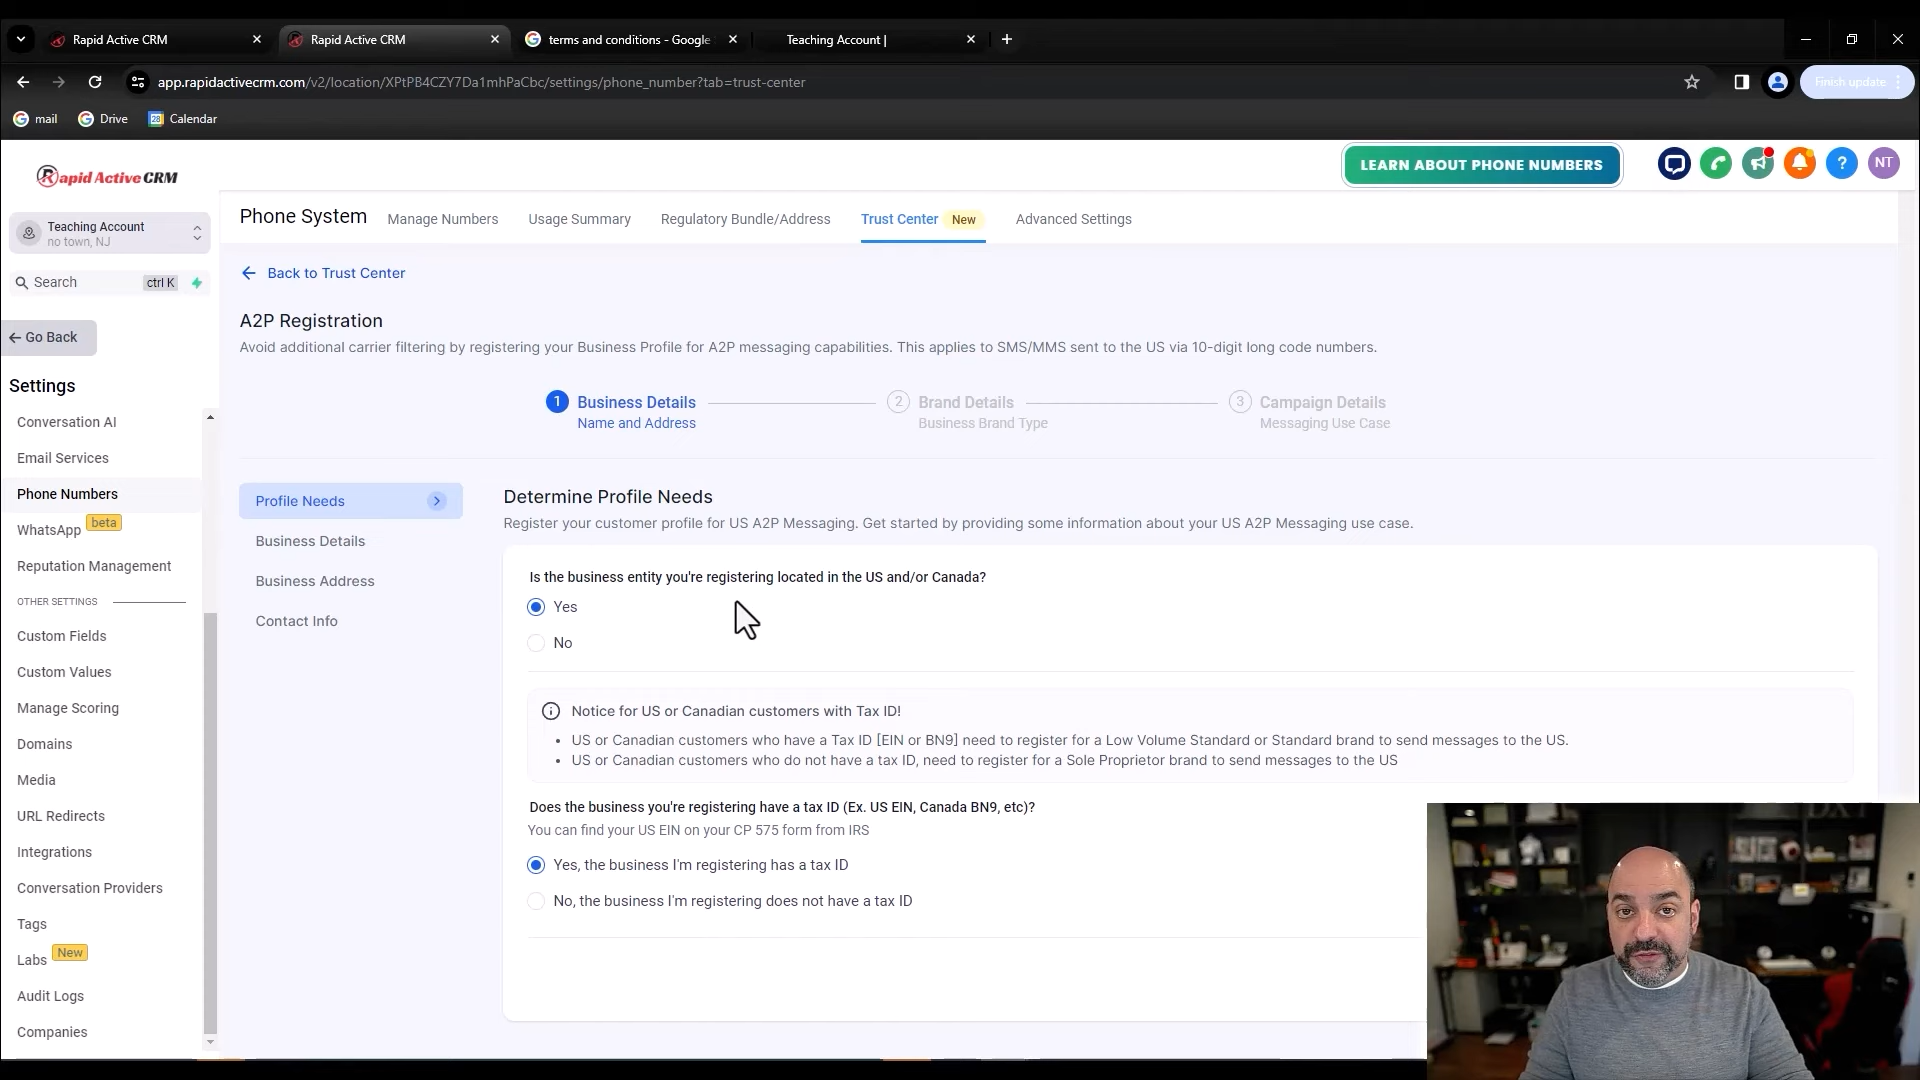 Rapid Active CRM
Rapid Active CRM
terms and conditions - Google
Teaching Account |
app.rapidactivecrm.com/v2/location/XPtPB4CZY7Da1mhPaCbc/settings/phone_number?tab=trust-center
Finish update
mail
Drive
28 Calendar
Rapid Active CRM
LEARN ABOUT PHONE NUMBERS
NT
Teaching Account
no town, NJ
Phone System
Manage Numbers
Usage Summary
Regulatory Bundle/Address
Trust Center New
Advanced Settings
Search ctrl K
Back to Trust Center
Go Back
A2P Registration
Avoid additional carrier filtering by registering your Business Profile for A2P messaging capabilities. This applies to SMS/MMS sent to the US via 10-digit long code numbers.
1 Business Details
Name and Address
2 Brand Details
Business Brand Type
3 Campaign Details
Messaging Use Case
Settings
Conversation AI
Email Services
Phone Numbers
WhatsApp beta
Reputation Management
OTHER SETTINGS
Custom Fields
Custom Values
Manage Scoring
Domains
Media
URL Redirects
Integrations
Conversation Providers
Tags
Labs New
Audit Logs
Companies
Profile Needs
Business Details
Business Address
Contact Info
Determine Profile Needs
Register your customer profile for US A2P Messaging. Get started by providing some information about your US A2P Messaging use case.
Is the business entity you're registering located in the US and/or Canada?
Yes
No
Notice for US or Canadian customers with Tax ID!
• US or Canadian customers who have a Tax ID [EIN or BN9] need to register for a Low Volume Standard or Standard brand to send messages to the US.
• US or Canadian customers who do not have a tax ID, need to register for a Sole Proprietor brand to send messages to the US
Does the business you're registering have a tax ID (Ex. US EIN, Canada BN9, etc)?
You can find your US EIN on your CP 575 form from IRS
Yes, the business I'm registering has a tax ID
No, the business I'm registering does not have a tax ID